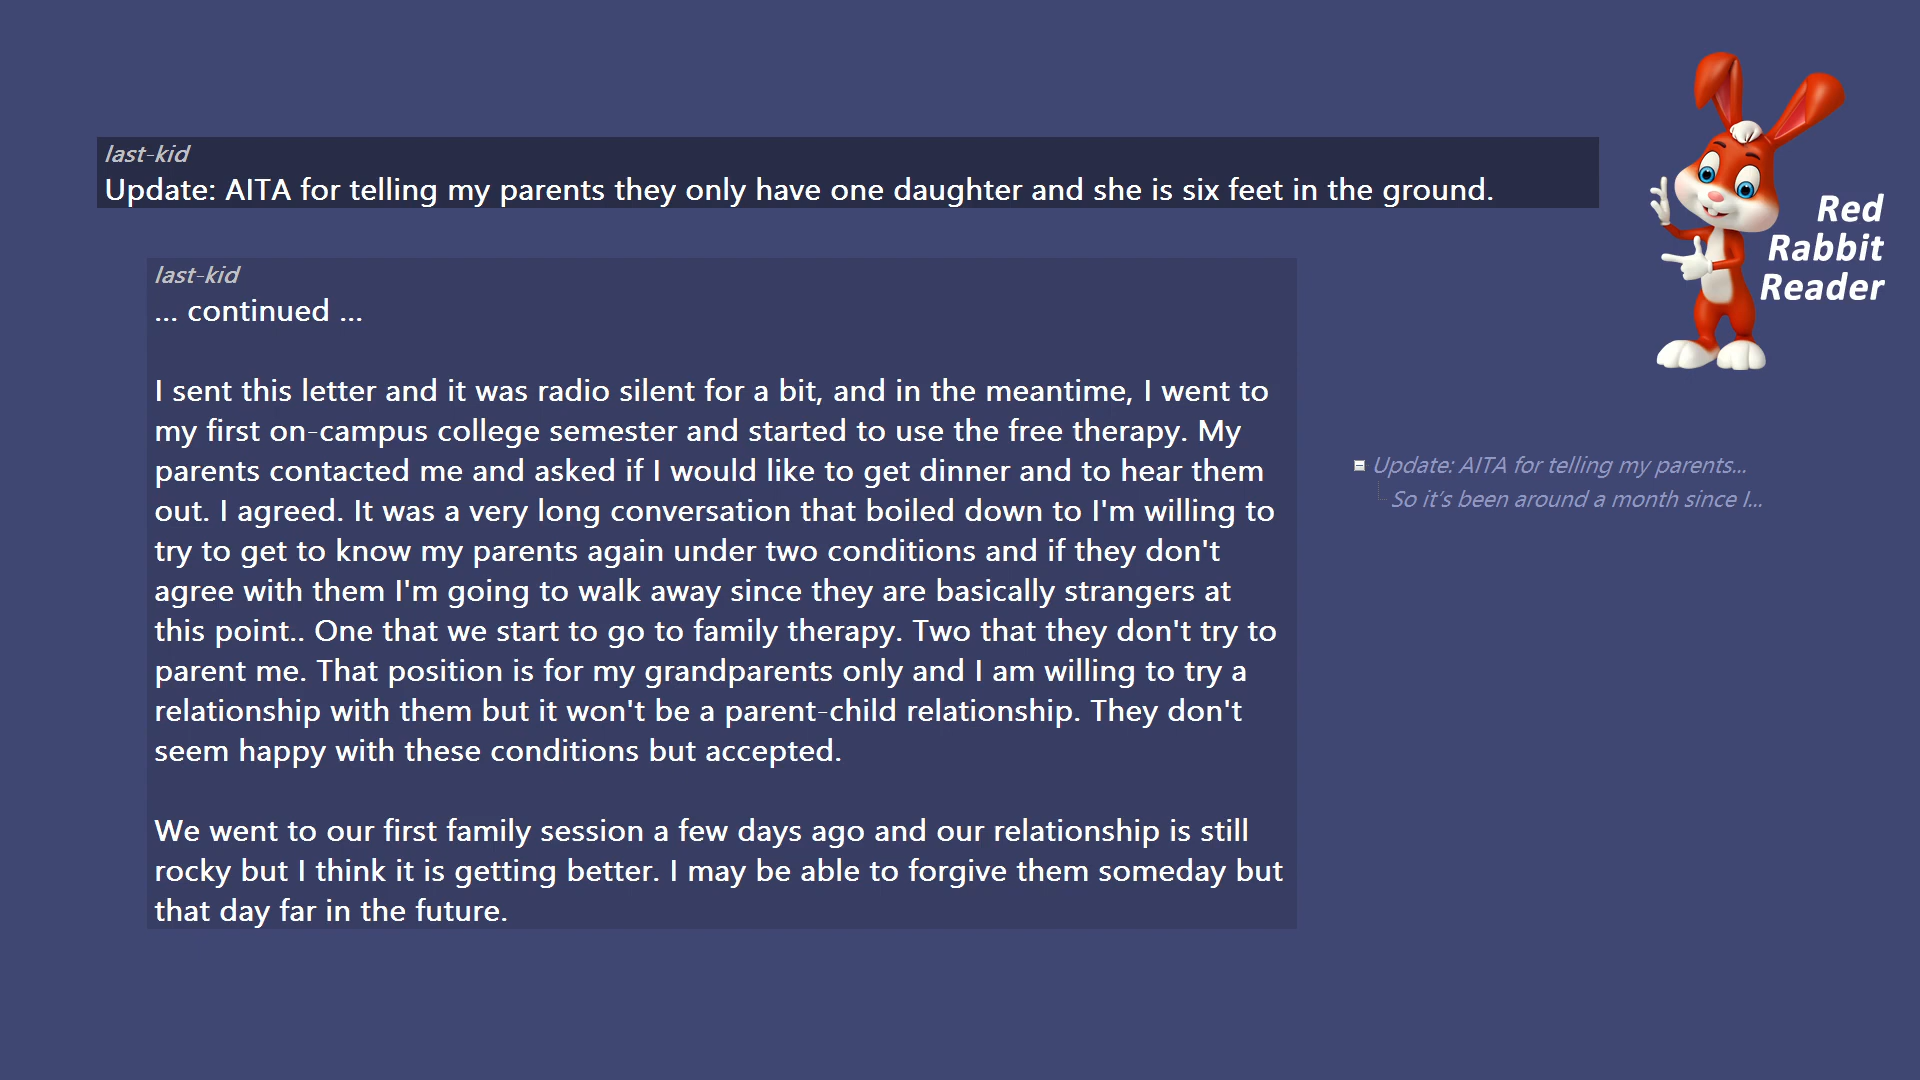 last-kid
Update: AITA for telling my parents they only have one daughter and she is six feet in the ground.
last-kid
... continued ...
I sent this letter and it was radio silent for a bit, and in the meantime, I went to
my first on-campus college semester and started to use the free therapy. My
parents contacted me and asked if I would like to get dinner and to hear them
out. I agreed. It was a very long conversation that boiled down to I'm willing to
try to get to know my parents again under two conditions and if they don't
agree with them I'm going to walk away since they are basically strangers at
this point.. One that we start to go to family therapy. Two that they don't try to
parent me. That position is for my grandparents only and I am willing to try a
relationship with them but it won't be a parent-child relationship. They don't
seem happy with these conditions but accepted.
We went to our first family session a few days ago and our relationship is still
rocky but I think it is getting better. I may be able to forgive them someday but
that day far in the future.
Red
Rabbit
Reader
Update: AITA for telling my parents...
So it’s been around a month since I...